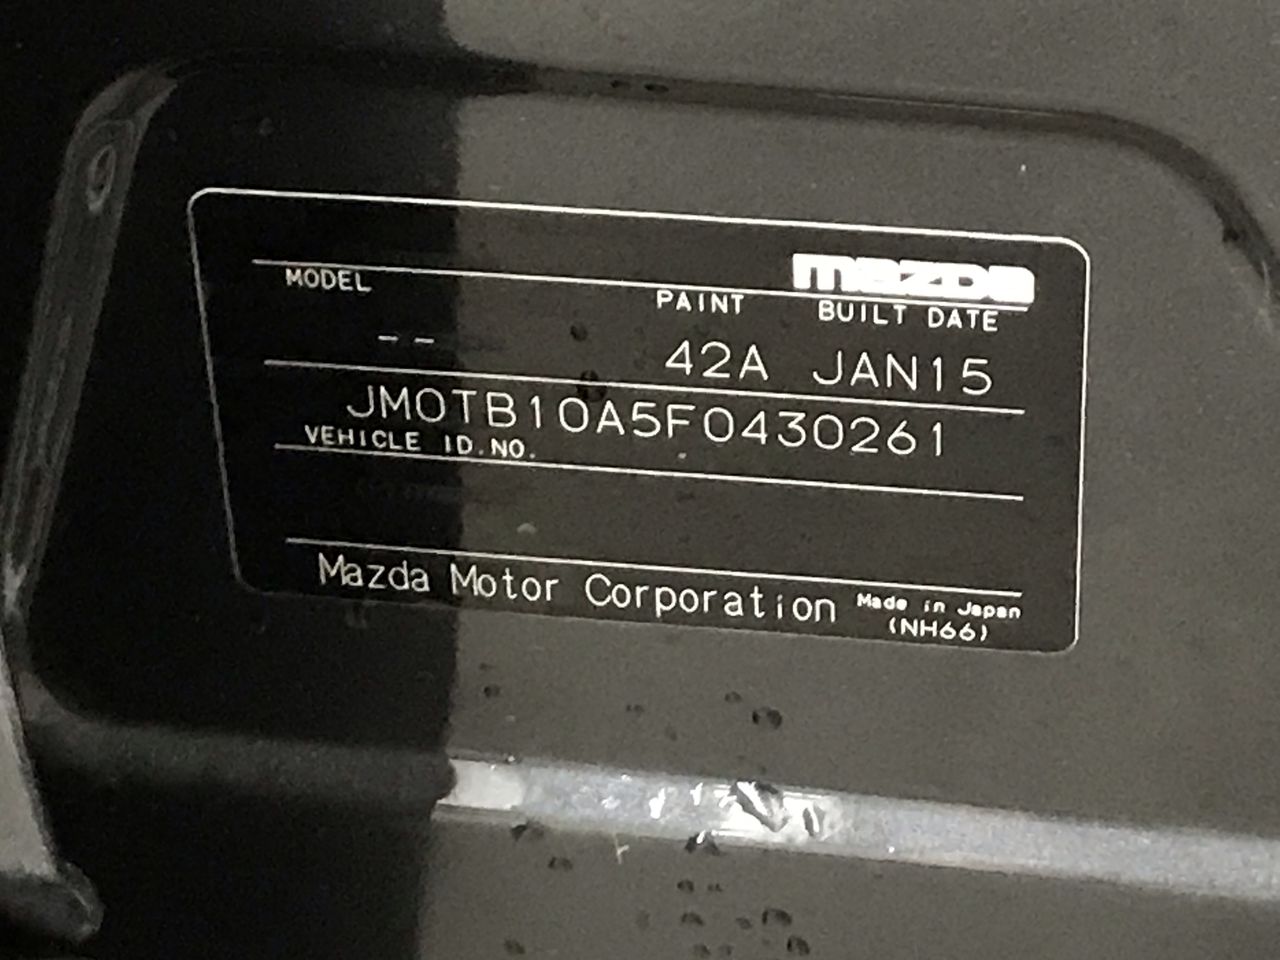 mazda
MODEL PAINT BUILT DATE
-- 42A JAN15
JM0TB10A5F0430261
VEHICLE ID.NO.
Mazda Motor Corporation Made in Japan
(NH66)